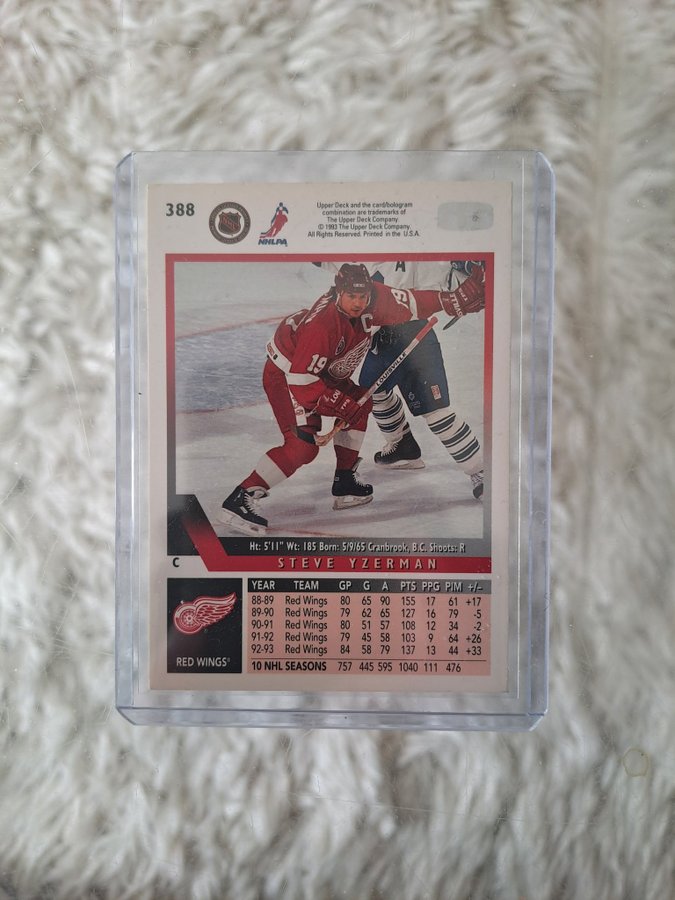 388
NHLPA
Upper Deck and the card/hologram
combination are trademarks of
The Upper Deck Company
© 1993 The Upper Deck Company.
All Rights Reserved. Printed in the U.S.A.
A
19
C
19
LOUISVILLE
Ht: 5'11" Wt: 185 Born: 5/9/65 Cranbrook, B.C. Shoots: R
C STEVE YZERMAN
YEAR TEAM GP G A PTS PPG P/M +/–
88-89 Red Wings 80 65 90 155 17 61 +17
89-90 Red Wings 79 62 65 127 16 79 -5
90-91 Red Wings 80 51 57 108 12 34 -2
91-92 Red Wings 79 45 58 103 9 64 +26
92-93 Red Wings 84 58 79 137 13 44 +33
10 NHL SEASONS 757 445 595 1040 111 476
RED WINGS®